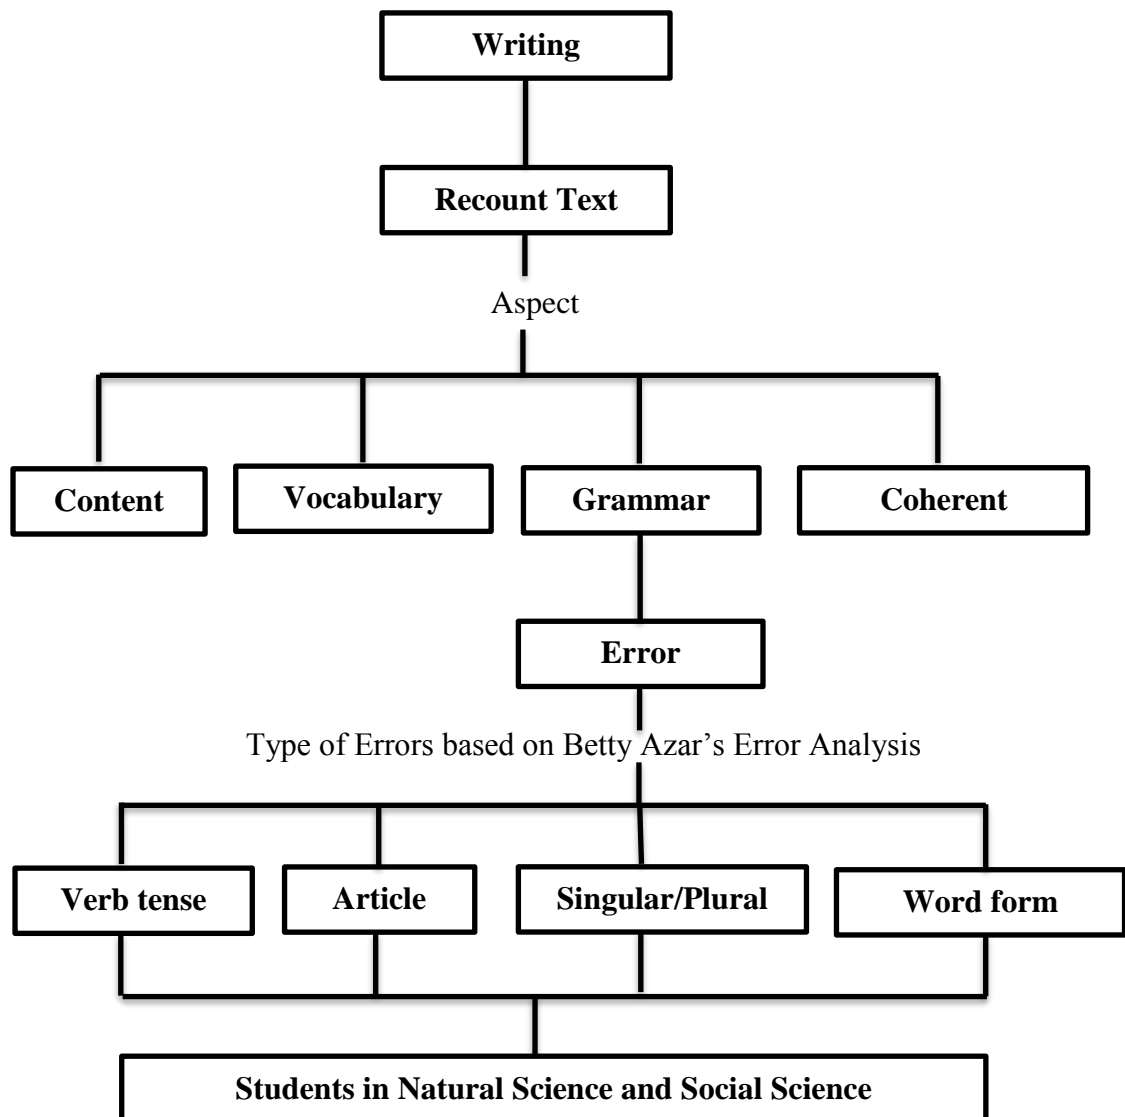 Writing
Recount Text
Aspect
Content
Vocabulary
Grammar
Coherent
Error
Type of Errors based on Betty Azar’s Error Analysis
Verb tense
Article
Singular/Plural
Word form
Students in Natural Science and Social Science